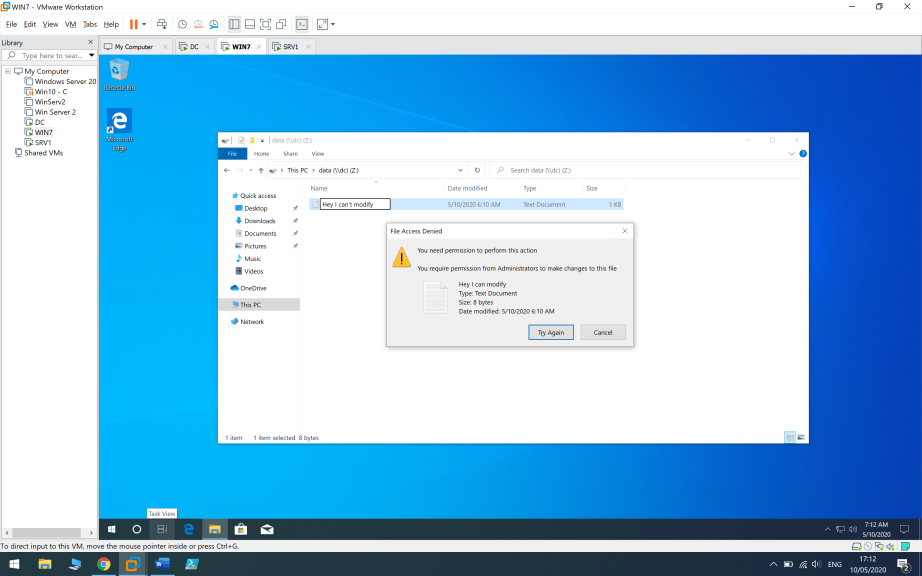 WIN7 - VMware Workstation
File Edit View VM Tabs Help
Library
Type here to sear...
My Computer
Windows Server 20
Win10 - C
WinServ2
Win Server 2
DC
WIN7
SRV1
Shared VMs
My Computer DC WIN7 SRV1
Recycle Bin
Microsoft
Edge
data (\\dc) (Z:)
File Home Share View
This PC data (\\dc) (Z:) Search data (\\dc) (Z:)
Name Date modified Type Size
Hey I can't modify 5/10/2020 6:10 AM Text Document 1 KB
Quick access
Desktop
Downloads
Documents
Pictures
Music
Videos
OneDrive
This PC
Network
File Access Denied
You need permission to perform this action
You require permission from Administrators to make changes to this file
Hey I can modify
Type: Text Document
Size: 8 bytes
Date modified: 5/10/2020 6:10 AM
Try Again Cancel
1 item 1 item selected 8 bytes
Task View
7:12 AM
5/10/2020
To direct input to this VM, move the mouse pointer inside or press Ctrl+G.
ENG
17:12
10/05/2020
2